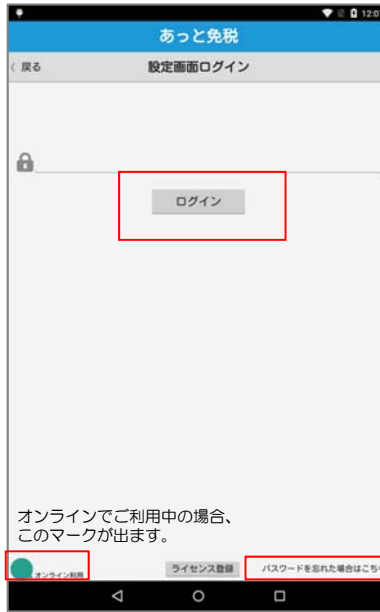 12:07
あっと免税
〈 戻る
設定画面ログイン
ログイン
オンラインでご利用中の場合、
このマークが出ます。
オンライン利用
ライセンス登録
パスワードを忘れた場合はこちら